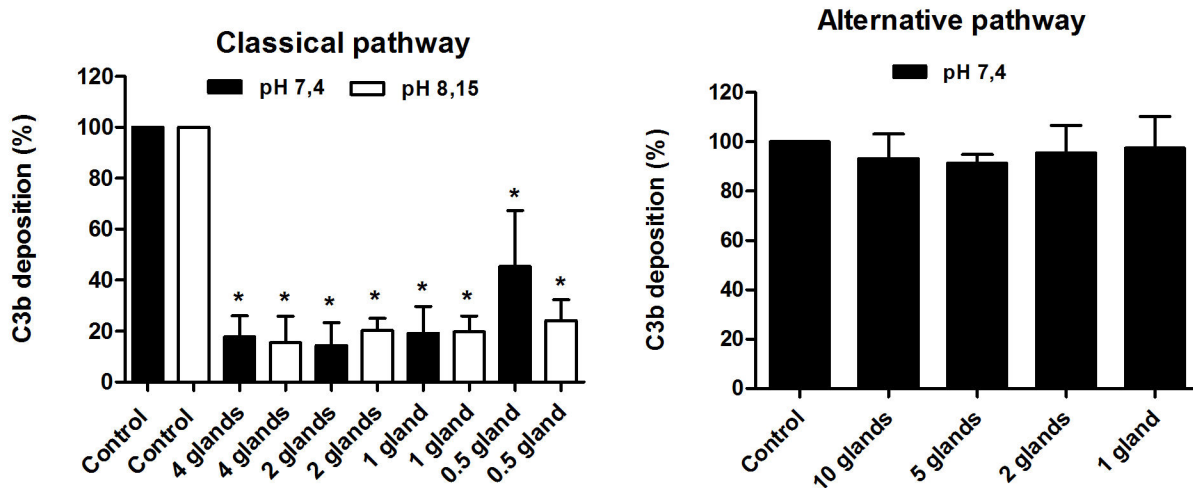 Classical pathway
pH 7,4 pH 8,15
C3b deposition (%)
120
100
80
60
40
20
0
* * * * * * * *
Control Control 4 glands 4 glands 2 glands 2 glands 1 gland 1 gland 0.5 gland 0.5 gland
Alternative pathway
pH 7,4
C3b deposition (%)
120
100
80
60
40
20
0
Control 10 glands 5 glands 2 glands 1 gland